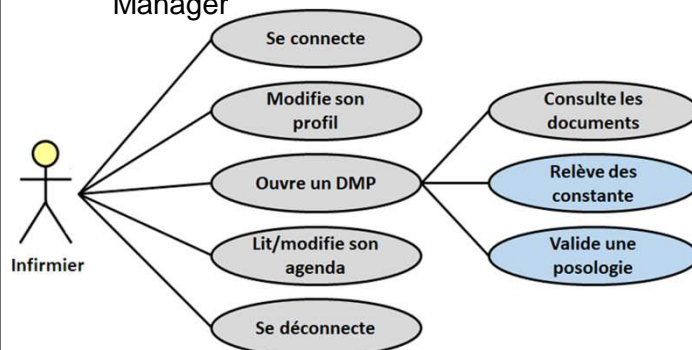 Manager
Se connecte
Modifie son
profil
Consulte les
documents
Ouvre un DMP
Relève des
constante
Infirmier
Lit/modifie son
agenda
Valide une
posologie
Se déconnecte